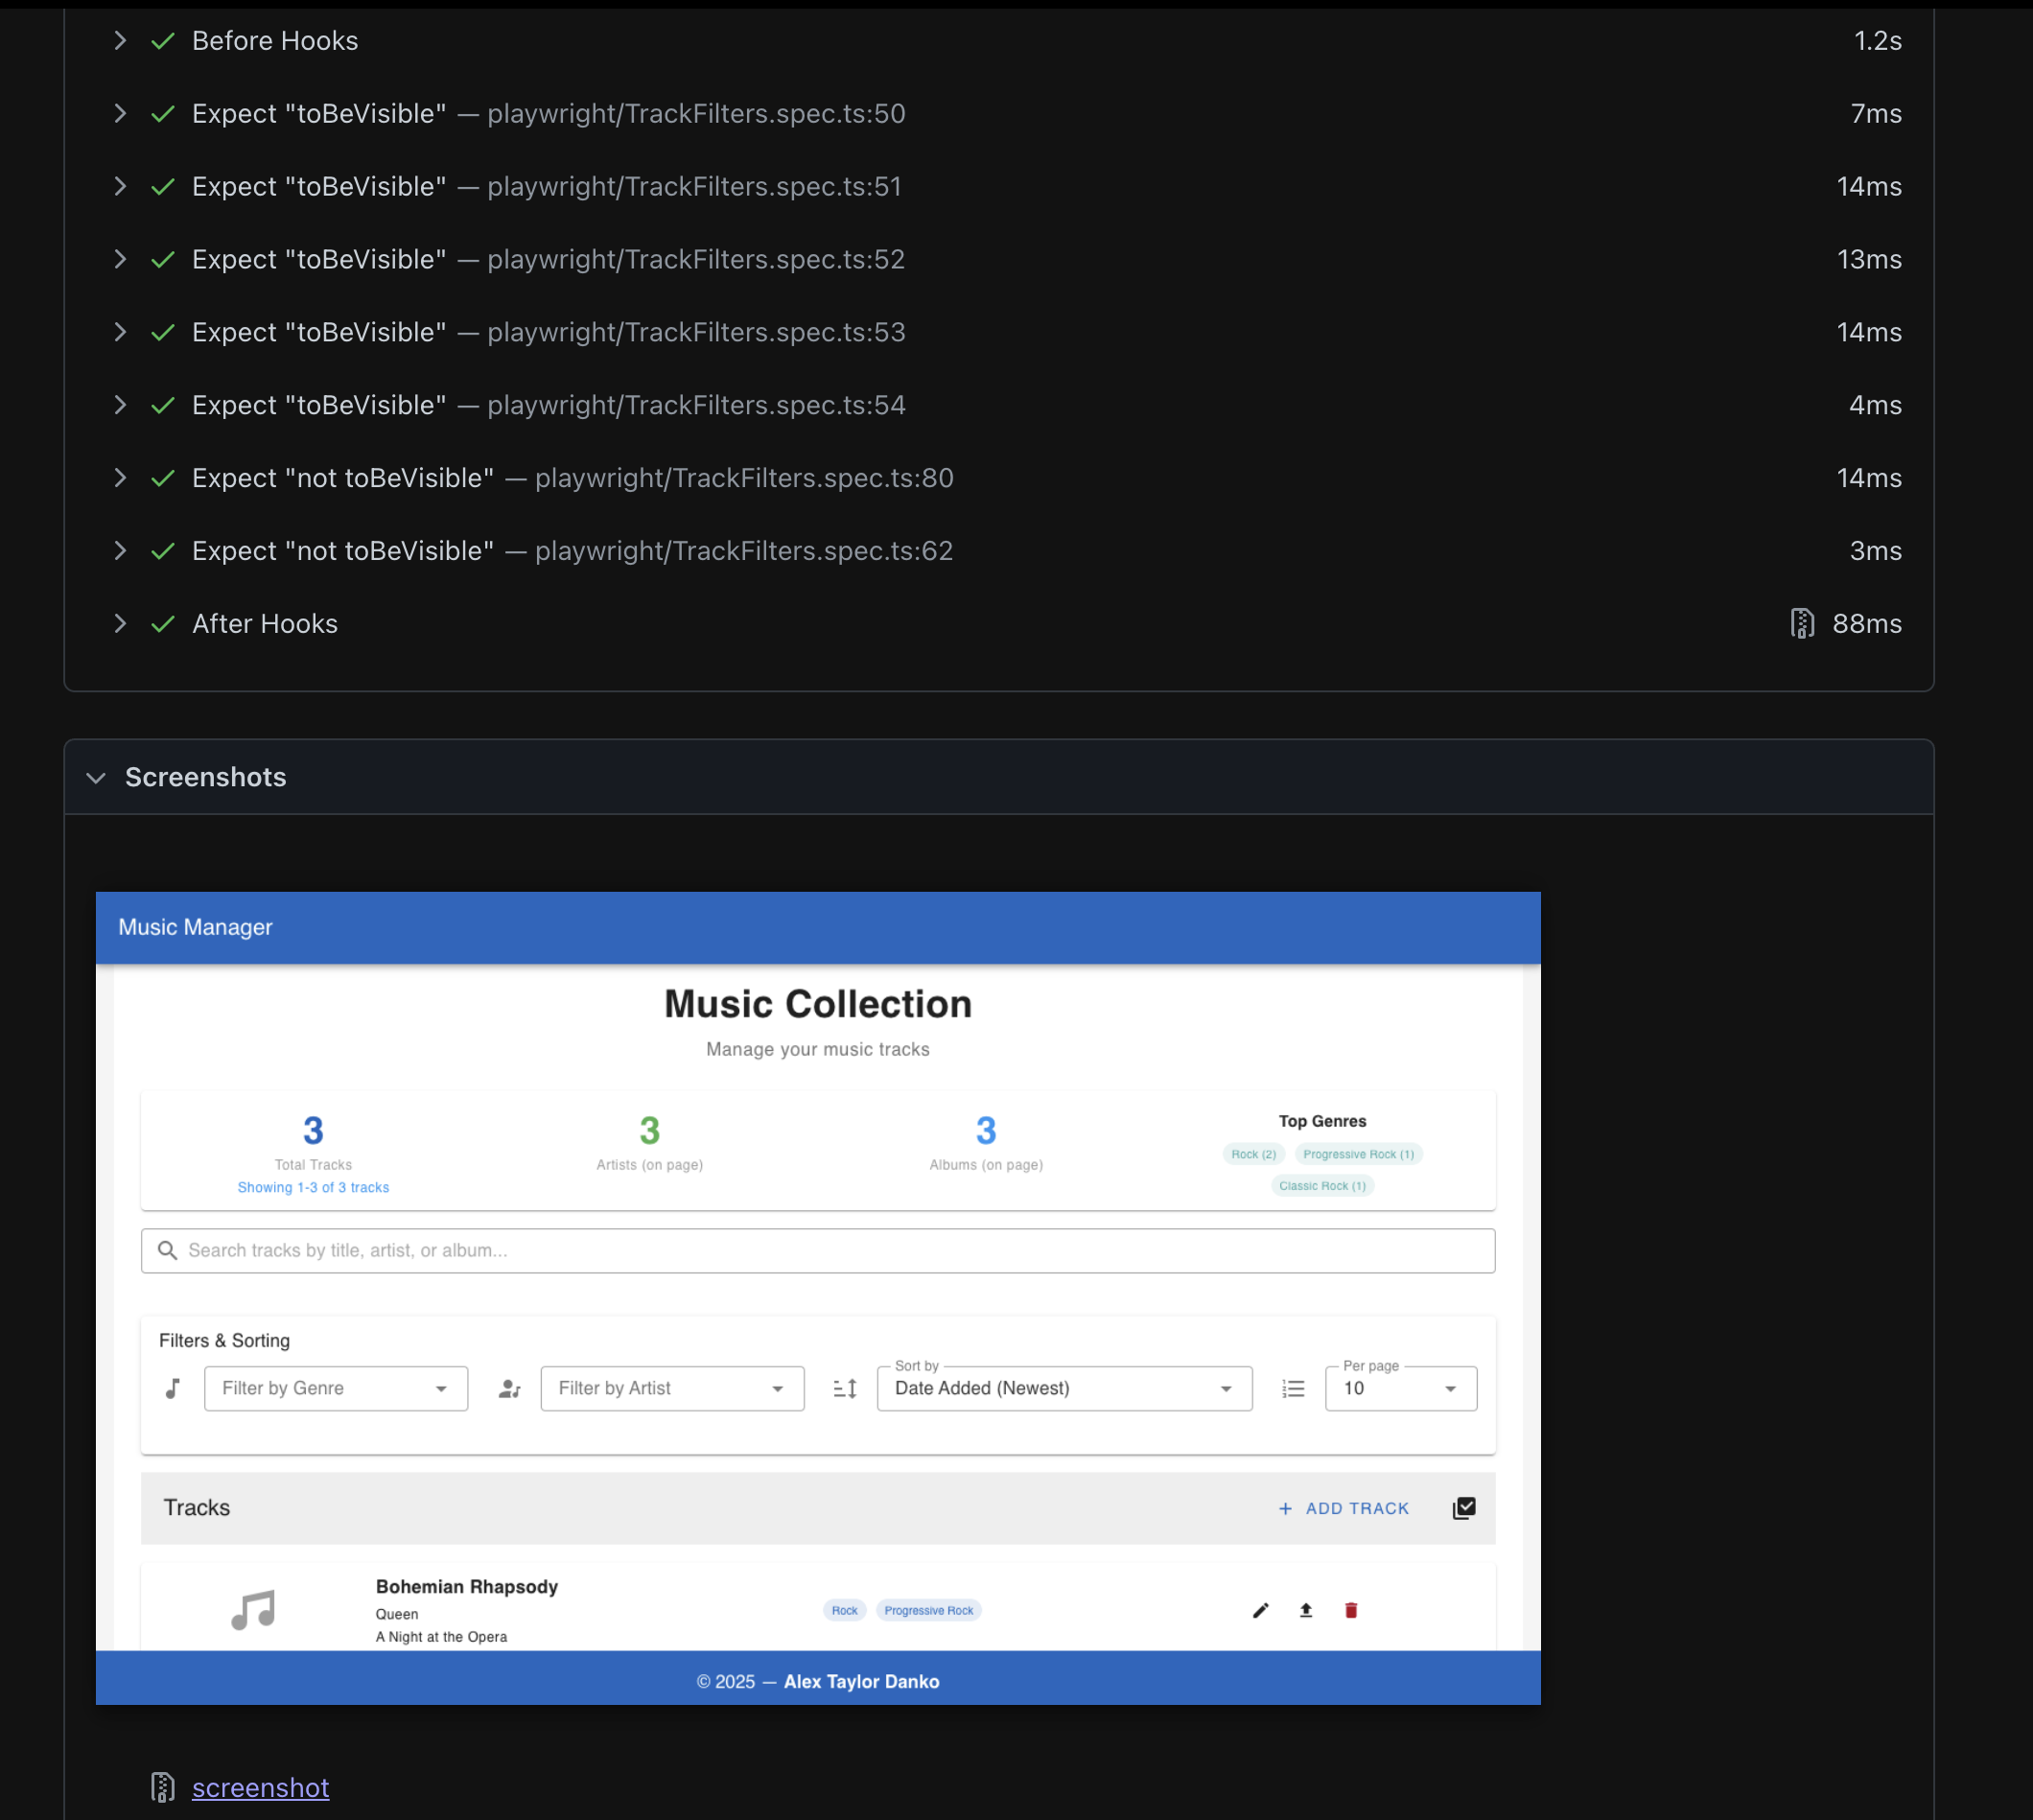 Before Hooks 1.2s
Expect "toBeVisible" — playwright/TrackFilters.spec.ts:50 7ms
Expect "toBeVisible" — playwright/TrackFilters.spec.ts:51 14ms
Expect "toBeVisible" — playwright/TrackFilters.spec.ts:52 13ms
Expect "toBeVisible" — playwright/TrackFilters.spec.ts:53 14ms
Expect "toBeVisible" — playwright/TrackFilters.spec.ts:54 4ms
Expect "not toBeVisible" — playwright/TrackFilters.spec.ts:80 14ms
Expect "not toBeVisible" — playwright/TrackFilters.spec.ts:62 3ms
After Hooks 88ms
Screenshots
Music Manager
Music Collection
Manage your music tracks
3
Total Tracks
Showing 1-3 of 3 tracks
3
Artists (on page)
3
Albums (on page)
Top Genres
Rock (2) Progressive Rock (1)
Classic Rock (1)
Search tracks by title, artist, or album...
Filters & Sorting
Filter by Genre
Filter by Artist
Sort by
Date Added (Newest)
Per page
10
Tracks
+ ADD TRACK
Bohemian Rhapsody
Queen
A Night at the Opera
Rock Progressive Rock
© 2025 — Alex Taylor Danko
screenshot